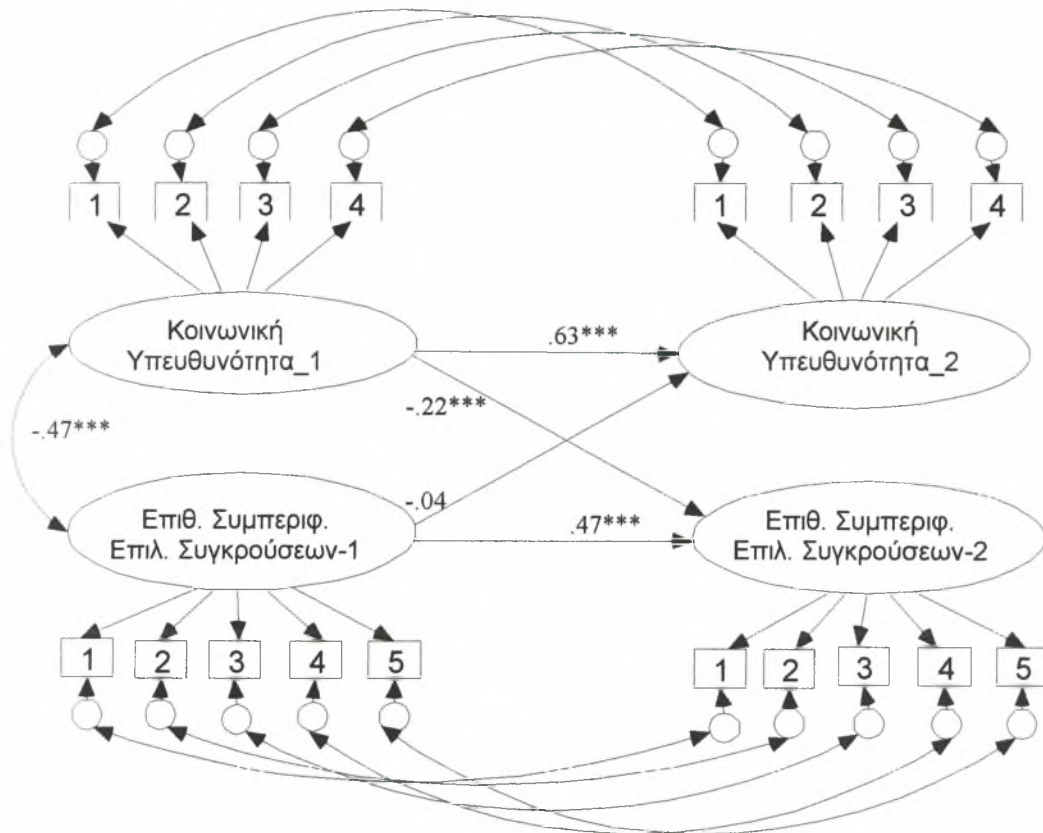 1 2 3 4 1 2 3 4
Κοινωνική
Υπευθυνότητα_1
.63***
Κοινωνική
Υπευθυνότητα_2
-.22***
-.47***
-.04
Επιθ. Συμπεριφ.
Επιλ. Συγκρούσεων-1
.47***
Επιθ. Συμπεριφ.
Επιλ. Συγκρούσεων-2
1 2 3 4 5 1 2 3 4 5